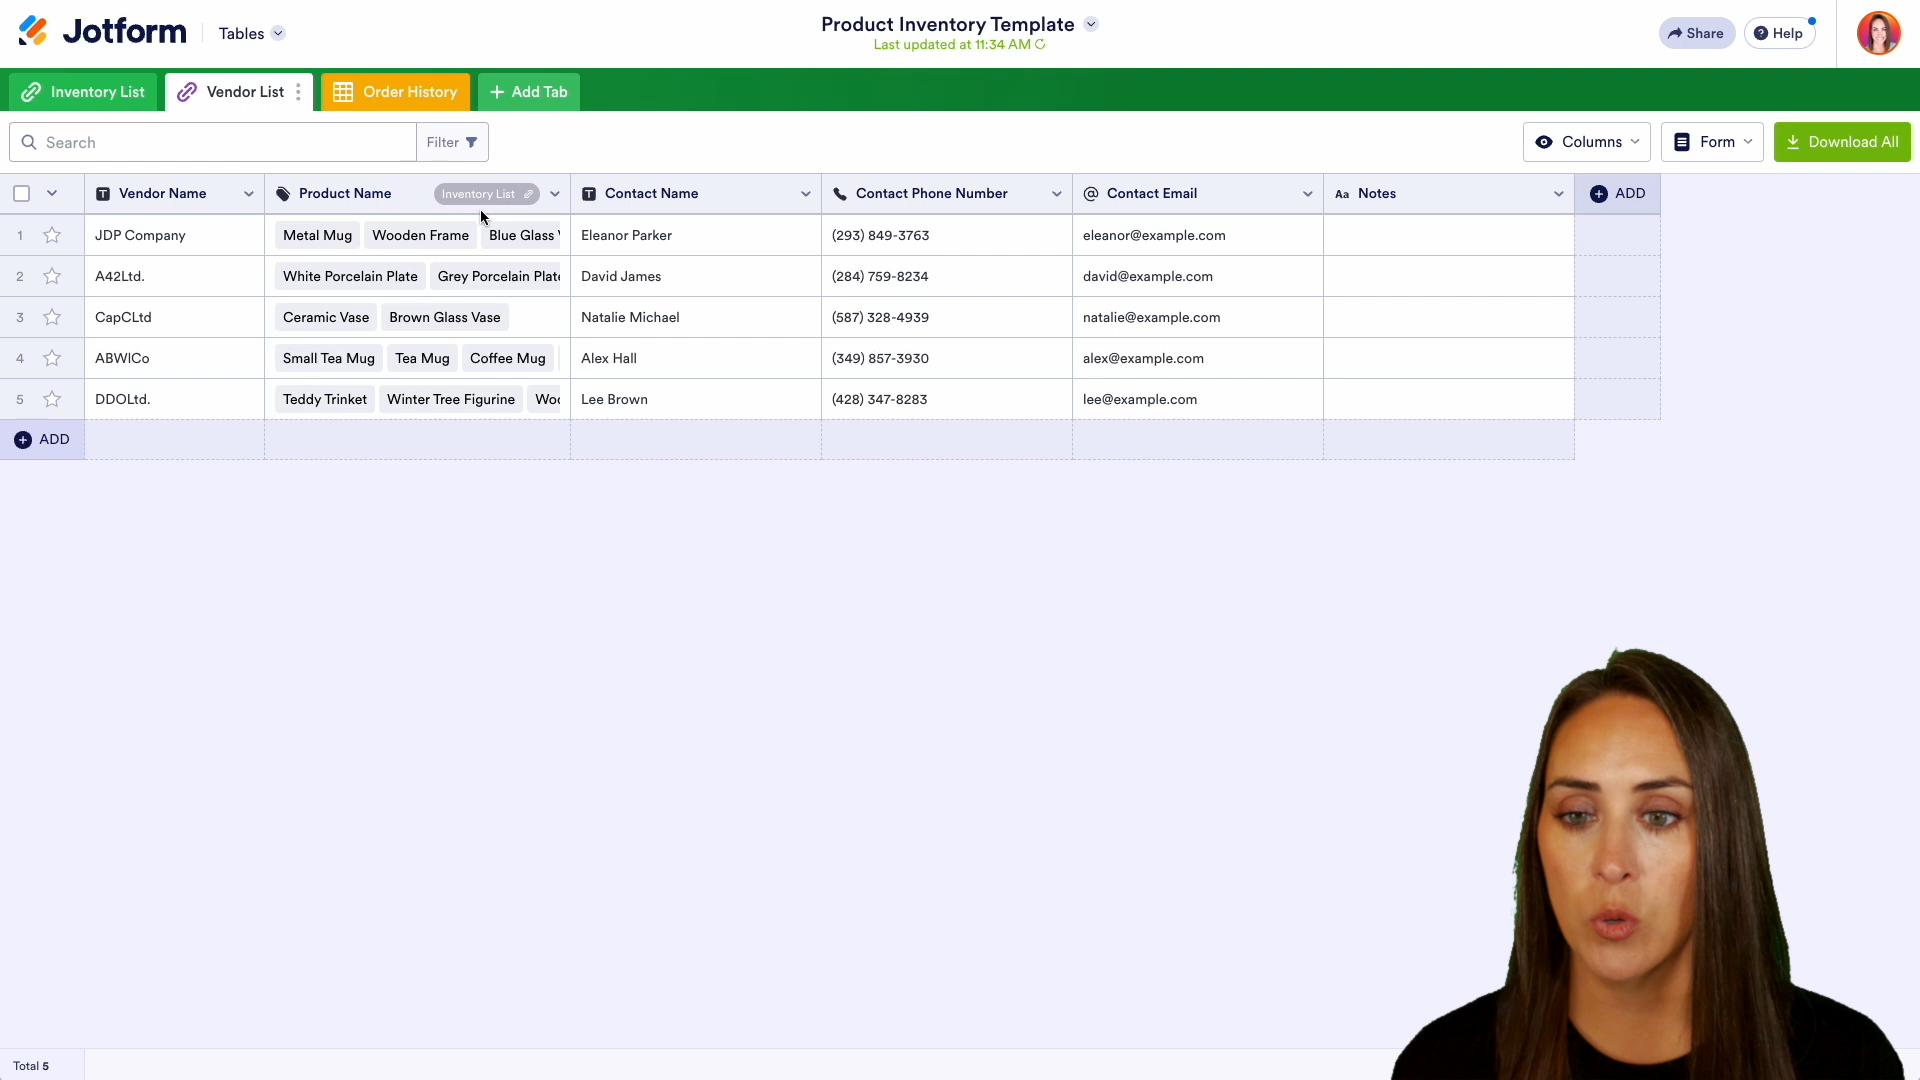 Jotform
Tables
Product Inventory Template
Last updated at 11:34 AM
Share
Help
Inventory List
Vendor List
Order History
+ Add Tab
Search
Filter
Columns
Form
Download All
Vendor Name Product Name Inventory List Contact Name Contact Phone Number Contact Email Aa Notes ADD
1 JDP Company Metal Mug Wooden Frame Blue Glass Eleanor Parker (293) 849-3763 eleanor@example.com
2 A42Ltd. White Porcelain Plate Grey Porcelain Plate David James (284) 759-8234 david@example.com
3 CapCLtd Ceramic Vase Brown Glass Vase Natalie Michael (587) 328-4939 natalie@example.com
4 ABWICo Small Tea Mug Tea Mug Coffee Mug Alex Hall (349) 857-3930 alex@example.com
5 DDOLtd. Teddy Trinket Winter Tree Figurine Lee Brown (428) 347-8283 lee@example.com
ADD
Total 5